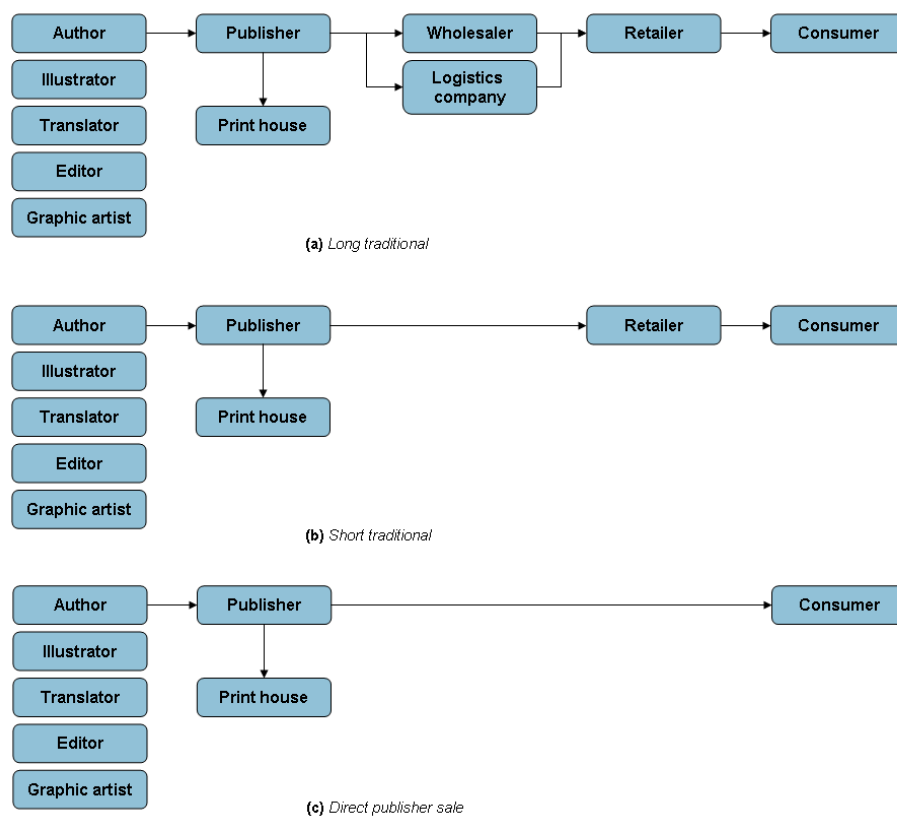 Author
Publisher
Wholesaler
Retailer
Consumer
Illustrator
Logistics
company
Translator
Print house
Editor
Graphic artist
(a) Long traditional
Author
Publisher
Retailer
Consumer
Illustrator
Translator
Print house
Editor
Graphic artist
(b) Short traditional
Author
Publisher
Consumer
Illustrator
Translator
Print house
Editor
Graphic artist
(c) Direct publisher sale